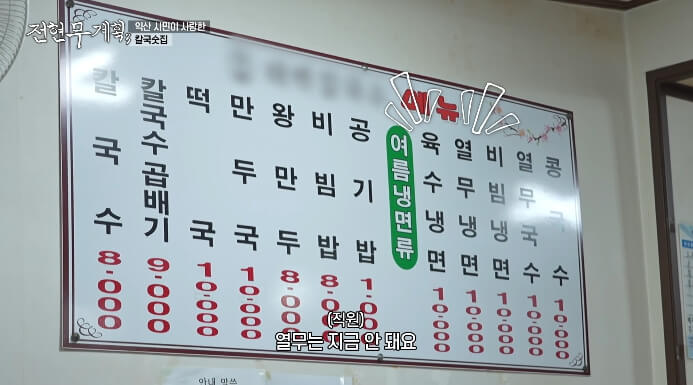 전현무계획2
익산 시민이 사랑한
칼국숫집
메뉴
칼국수 8.000
칼국수곱배기 9.000
떡국 10.000
만두국 10.000
왕만두 8.000
비빔밥 8.000
공기밥 1.000
여름냉면류
육수냉면 10.000
열무냉면 10.000
비빔냉면 10.000
열무국수 10.000
콩국수 10.000
(직원)
열무는 지금 안 돼요